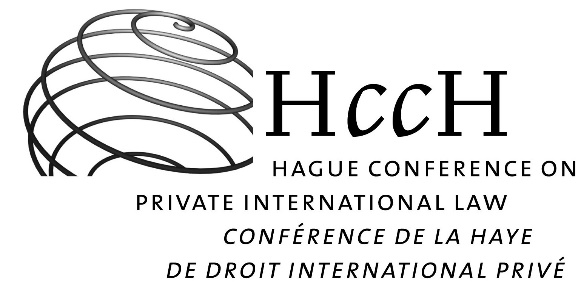 HccH
HAGUE CONFERENCE ON
PRIVATE INTERNATIONAL LAW
CONFÉRENCE DE LA HAYE
DE DROIT INTERNATIONAL PRIVÉ